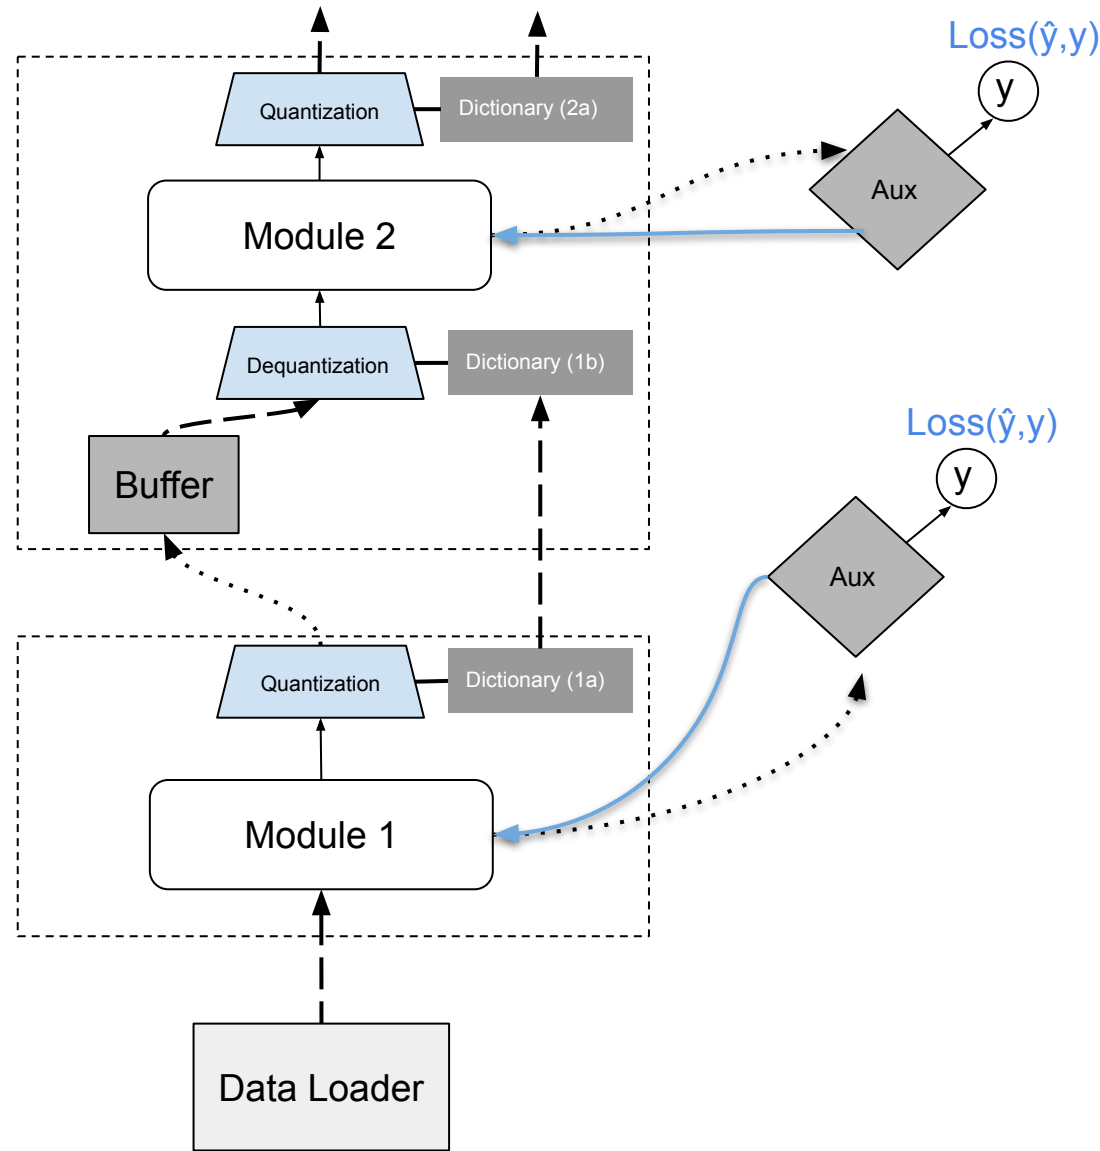 Loss(ŷ,y)
y
Quantization
Dictionary (2a)
Aux
Module 2
Dequantization
Dictionary (1b)
Loss(ŷ,y)
y
Buffer
Aux
Quantization
Dictionary (1a)
Module 1
Data Loader